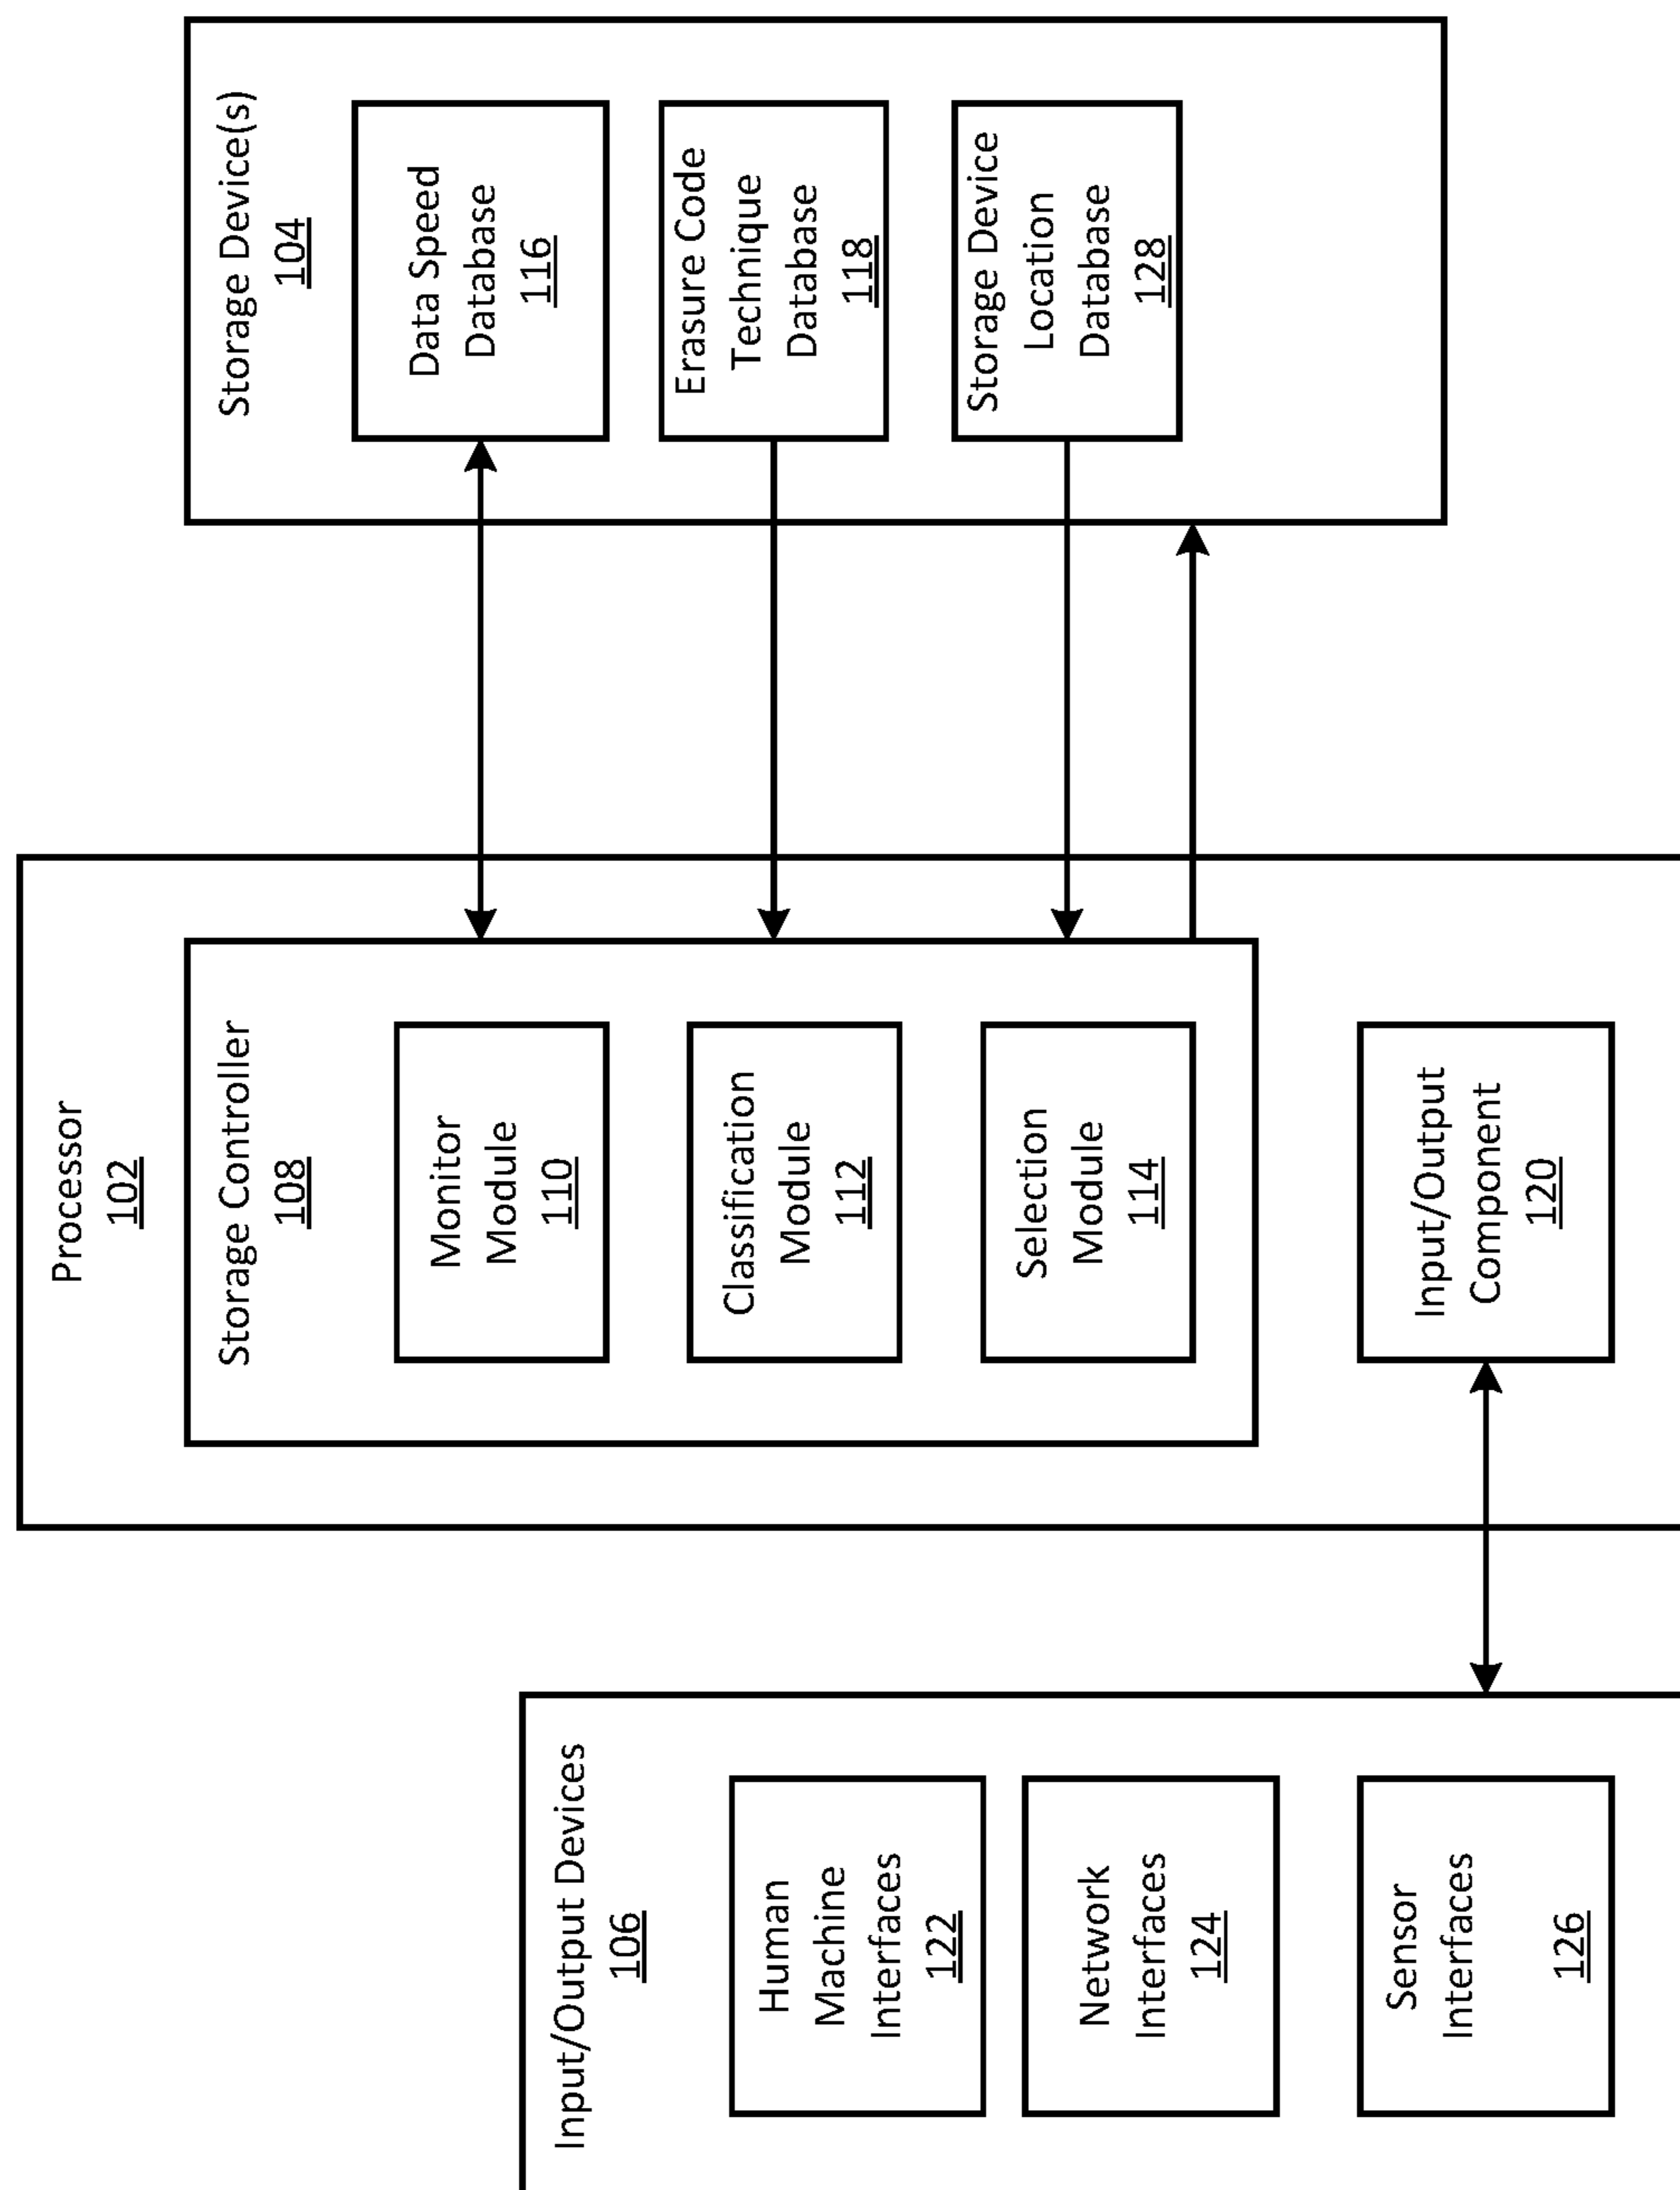 Input/Output Devices
106
Human
Machine
Interfaces
122
Network
Interfaces
124
Sensor
Interfaces
126
Processor
102
Storage Controller
108
Monitor
Module
110
Classification
Module
112
Selection
Module
114
Input/Output
Component
120
Storage Device(s)
104
Data Speed
Database
116
Erasure Code
Technique
Database
118
Storage Device
Location
Database
128